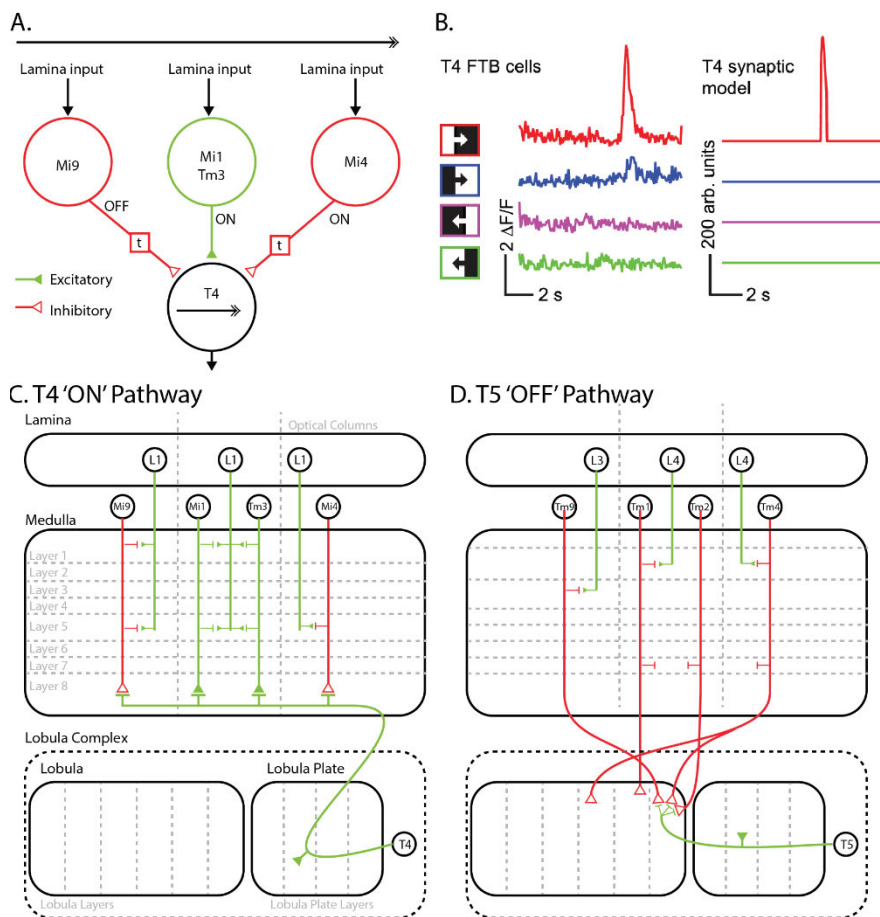 A.
Lamina input
Lamina input
Lamina input
Mi9
Mi1
Tm3
Mi4
OFF
ON
ON
t
t
Excitatory
Inhibitory
T4
B.
T4 FTB cells
T4 synaptic
model
2 ΔF/F
2 s
200 arb. units
2 s
C. T4 'ON' Pathway
Lamina
Optical Columns
L1
L1
L1
Mi9
Mi1
Tm3
Mi4
Medulla
Layer 1
Layer 2
Layer 3
Layer 4
Layer 5
Layer 6
Layer 7
Layer 8
Lobula Complex
Lobula
Lobula Plate
T4
Lobula Layers
Lobula Plate Layers
D. T5 'OFF' Pathway
L3
L4
L4
Tm9
Tm1
Tm2
Tm4
T5